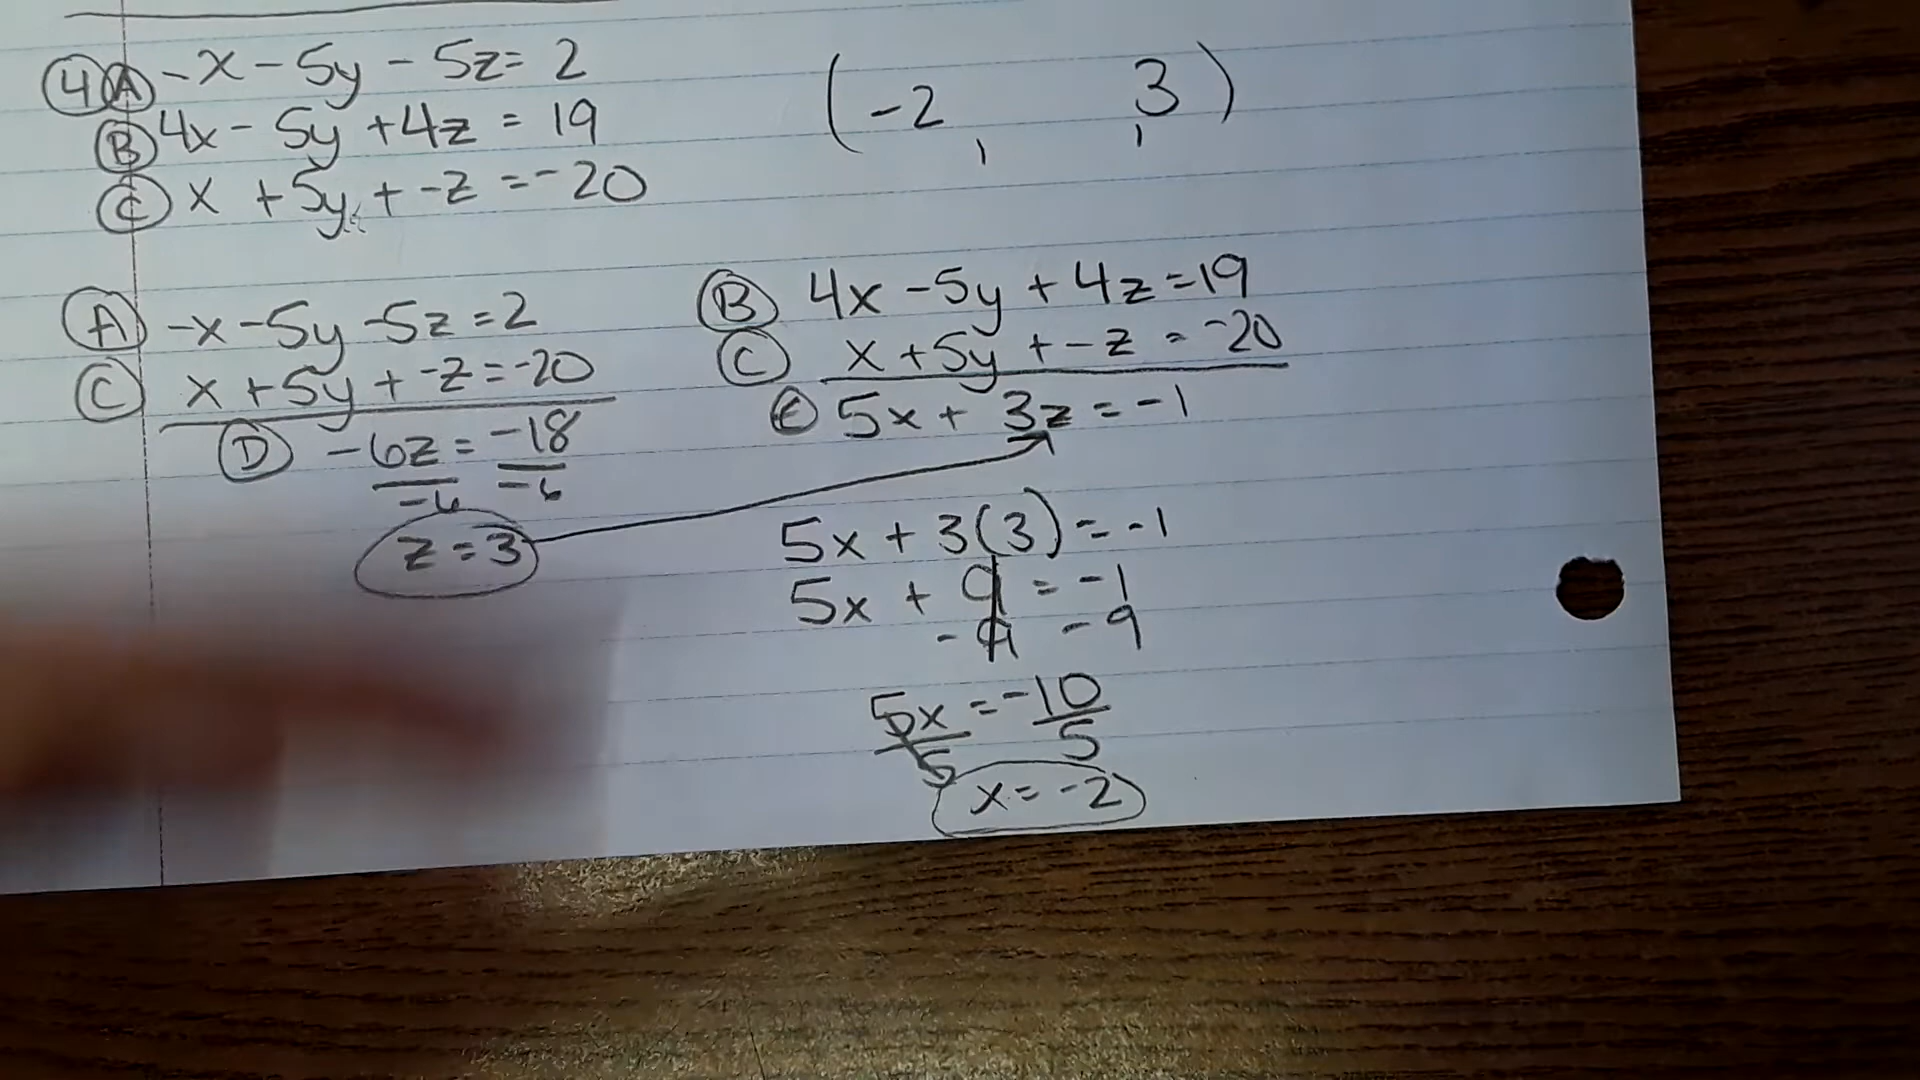 4 A -x - 5y - 5z = 2
B 4x - 5y + 4z = 19
C x + 5y + -z = -20
(-2 , 3 , )
A -x - 5y - 5z = 2
C x + 5y + -z = -20
D -6z = -18
-6 -6
z = 3
B 4x - 5y + 4z = 19
C x + 5y + -z = -20
E 5x + 3z = -1
5x + 3(3) = -1
5x + 9 = -1
-9 -9
5x = -10
5 5
x = -2